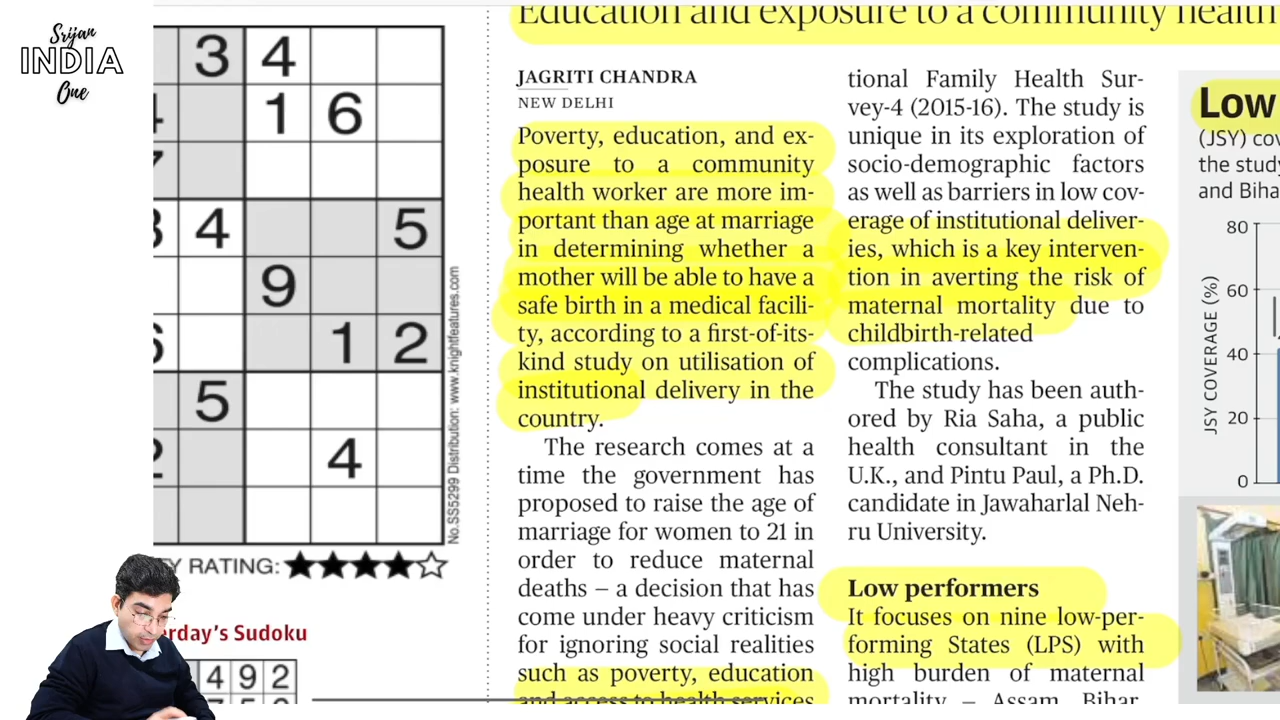 Srijan
INDIA
One
3 4
1 6
4 5
9
1 2
5
4
No.SS5299 Distribution: www.knightfeatures.com
RATING: ★★★★☆
Sudoku
4 9 2
Education and exposure to a community health
JAGRITI CHANDRA
NEW DELHI
Poverty, education, and ex-
posure to a community
health worker are more im-
portant than age at marriage
in determining whether a
mother will be able to have a
safe birth in a medical facili-
ty, according to a first-of-its-
kind study on utilisation of
institutional delivery in the
country.
The research comes at a
time the government has
proposed to raise the age of
marriage for women to 21 in
order to reduce maternal
deaths – a decision that has
come under heavy criticism
for ignoring social realities
such as poverty, education
and access to health services
tional Family Health Sur-
vey-4 (2015-16). The study is
unique in its exploration of
socio-demographic factors
as well as barriers in low cov-
erage of institutional deliver-
ies, which is a key interven-
tion in averting the risk of
maternal mortality due to
childbirth-related
complications.
The study has been auth-
ored by Ria Saha, a public
health consultant in the
U.K., and Pintu Paul, a Ph.D.
candidate in Jawaharlal Neh-
ru University.
Low performers
It focuses on nine low-per-
forming States (LPS) with
high burden of maternal
mortality – Assam, Bihar,
Low
(JSY)
the study
and
80
60
40
20
0
JSY COVERAGE (%)